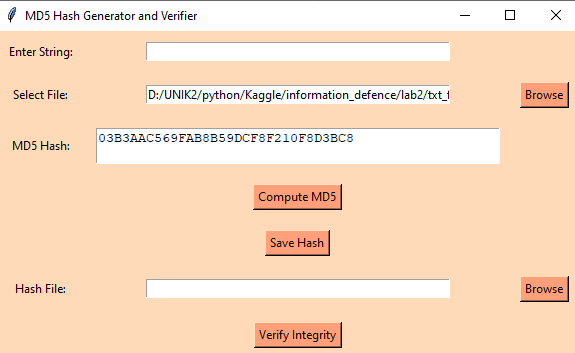 MD5 Hash Generator and Verifier
Enter String:
Select File: D:/UNIK2/python/Kaggle/information_defence/lab2/txt_f Browse
MD5 Hash: 03B3AAC569FAB8B59DCF8F210F8D3BC8
Compute MD5
Save Hash
Hash File: Browse
Verify Integrity